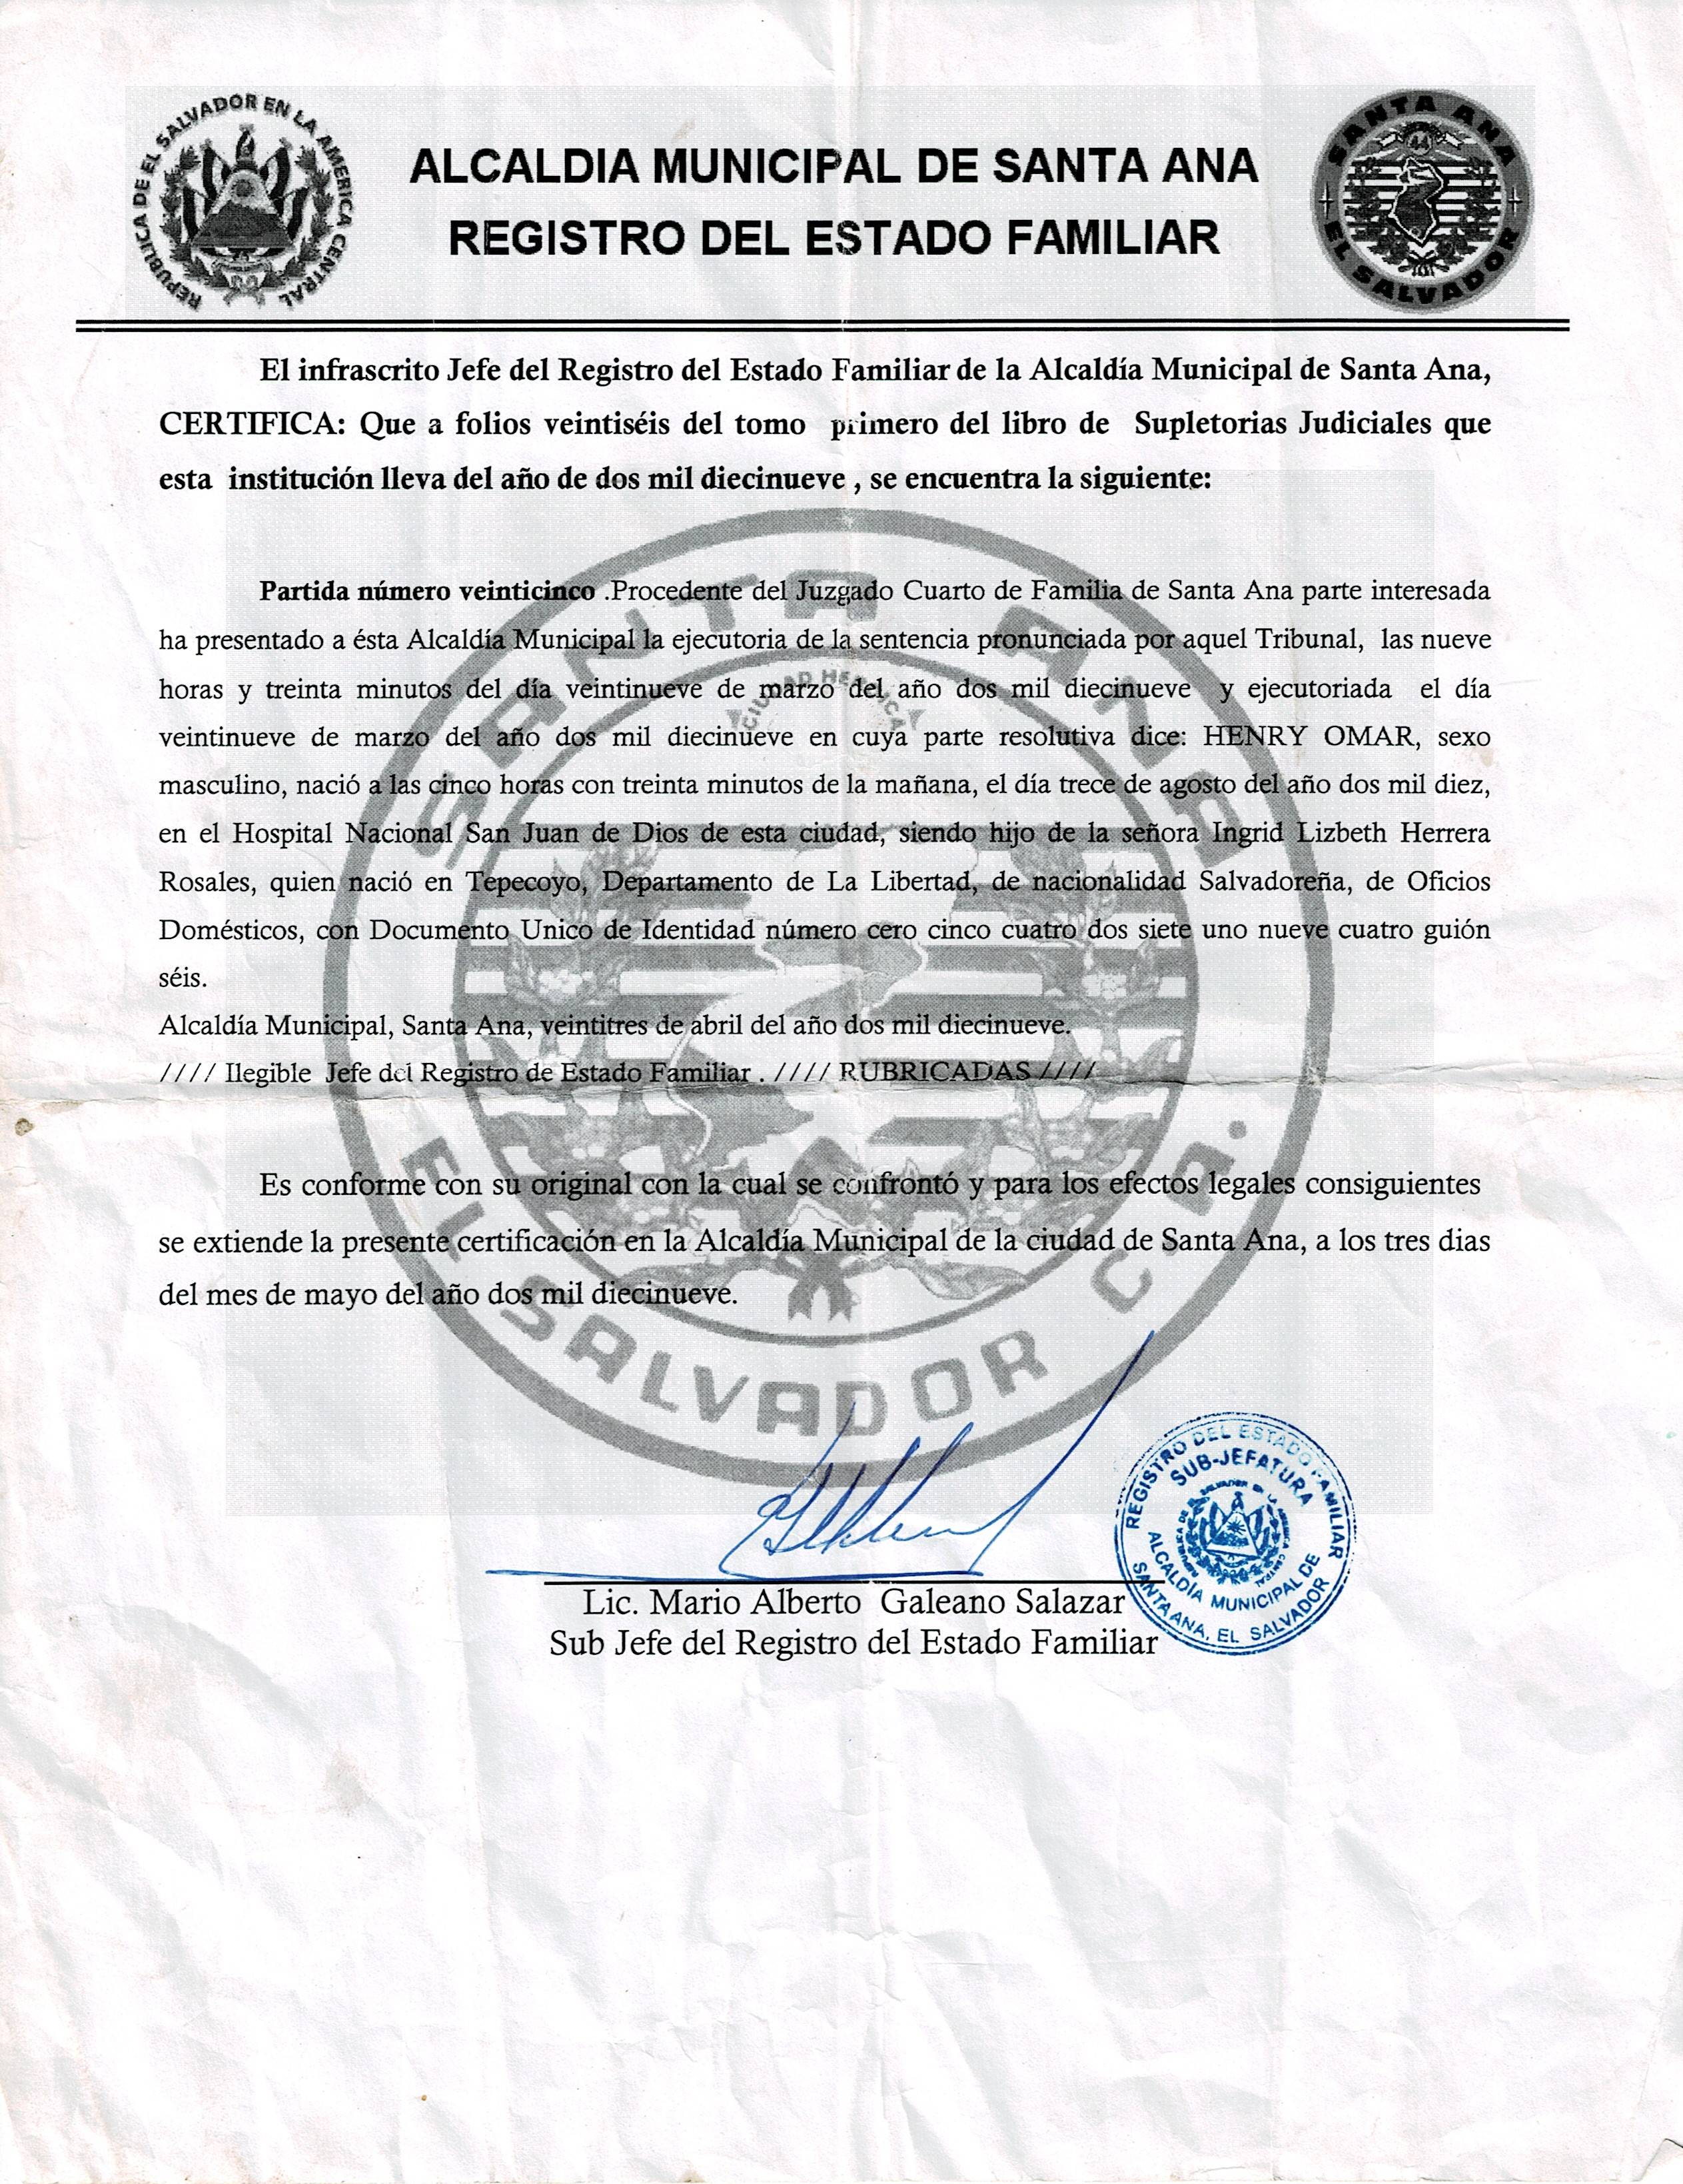 REPUBLICA DE EL SALVADOR EN LA AMERICA CENTRAL
ALCALDIA MUNICIPAL DE SANTA ANA
REGISTRO DEL ESTADO FAMILIAR
SANTA ANA
44
EL SALVADOR
El infrascrito Jefe del Registro del Estado Familiar de la Alcaldía Municipal de Santa Ana,
CERTIFICA: Que a folios veintiséis del tomo primero del libro de Supletorias Judiciales que
esta institución lleva del año de dos mil diecinueve , se encuentra la siguiente:
Partida número veinticinco .Procedente del Juzgado Cuarto de Familia de Santa Ana parte interesada
ha presentado a ésta Alcaldía Municipal la ejecutoria de la sentencia pronunciada por aquel Tribunal, las nueve
horas y treinta minutos del día veintinueve de marzo del año dos mil diecinueve y ejecutoriada el día
veintinueve de marzo del año dos mil diecinueve en cuya parte resolutiva dice: HENRY OMAR, sexo
masculino, nació a las cinco horas con treinta minutos de la mañana, el día trece de agosto del año dos mil diez,
en el Hospital Nacional San Juan de Dios de esta ciudad, siendo hijo de la señora Ingrid Lizbeth Herrera
Rosales, quien nació en Tepecoyo, Departamento de La Libertad, de nacionalidad Salvadoreña, de Oficios
Domésticos, con Documento Unico de Identidad número cero cinco cuatro dos siete uno nueve cuatro guión
séis.
Alcaldía Municipal, Santa Ana, veintitres de abril del año dos mil diecinueve.
//// Ilegible Jefe del Registro de Estado Familiar . //// RUBRICADAS ////
Es conforme con su original con la cual se confrontó y para los efectos legales consiguientes
se extiende la presente certificación en la Alcaldía Municipal de la ciudad de Santa Ana, a los tres dias
del mes de mayo del año dos mil diecinueve.
SANTA ANA
CIUDAD HEROICA
EL SALVADOR C.A.
Lic. Mario Alberto Galeano Salazar
Sub Jefe del Registro del Estado Familiar
REGISTRO DEL ESTADO FAMILIAR
SUB-JEFATURA
ALCALDÍA MUNICIPAL DE
SANTA ANA, EL SALVADOR